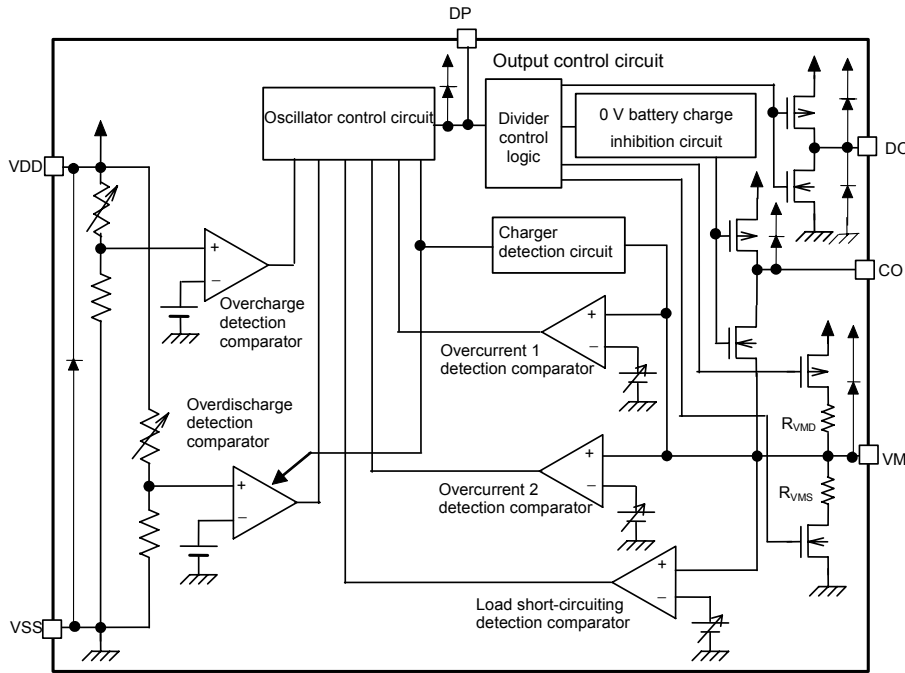 DP
Output control circuit
Oscillator control circuit
Divider
control
logic
0 V battery charge
inhibition circuit
DO
VDD
Charger
detection circuit
CO
+
−
Overcharge
detection
comparator
+
−
Overcurrent 1
detection comparator
Overdischarge
detection
comparator
RVMD
VM
+
−
+
−
Overcurrent 2
detection comparator
RVMS
+
−
Load short-circuiting
detection comparator
VSS